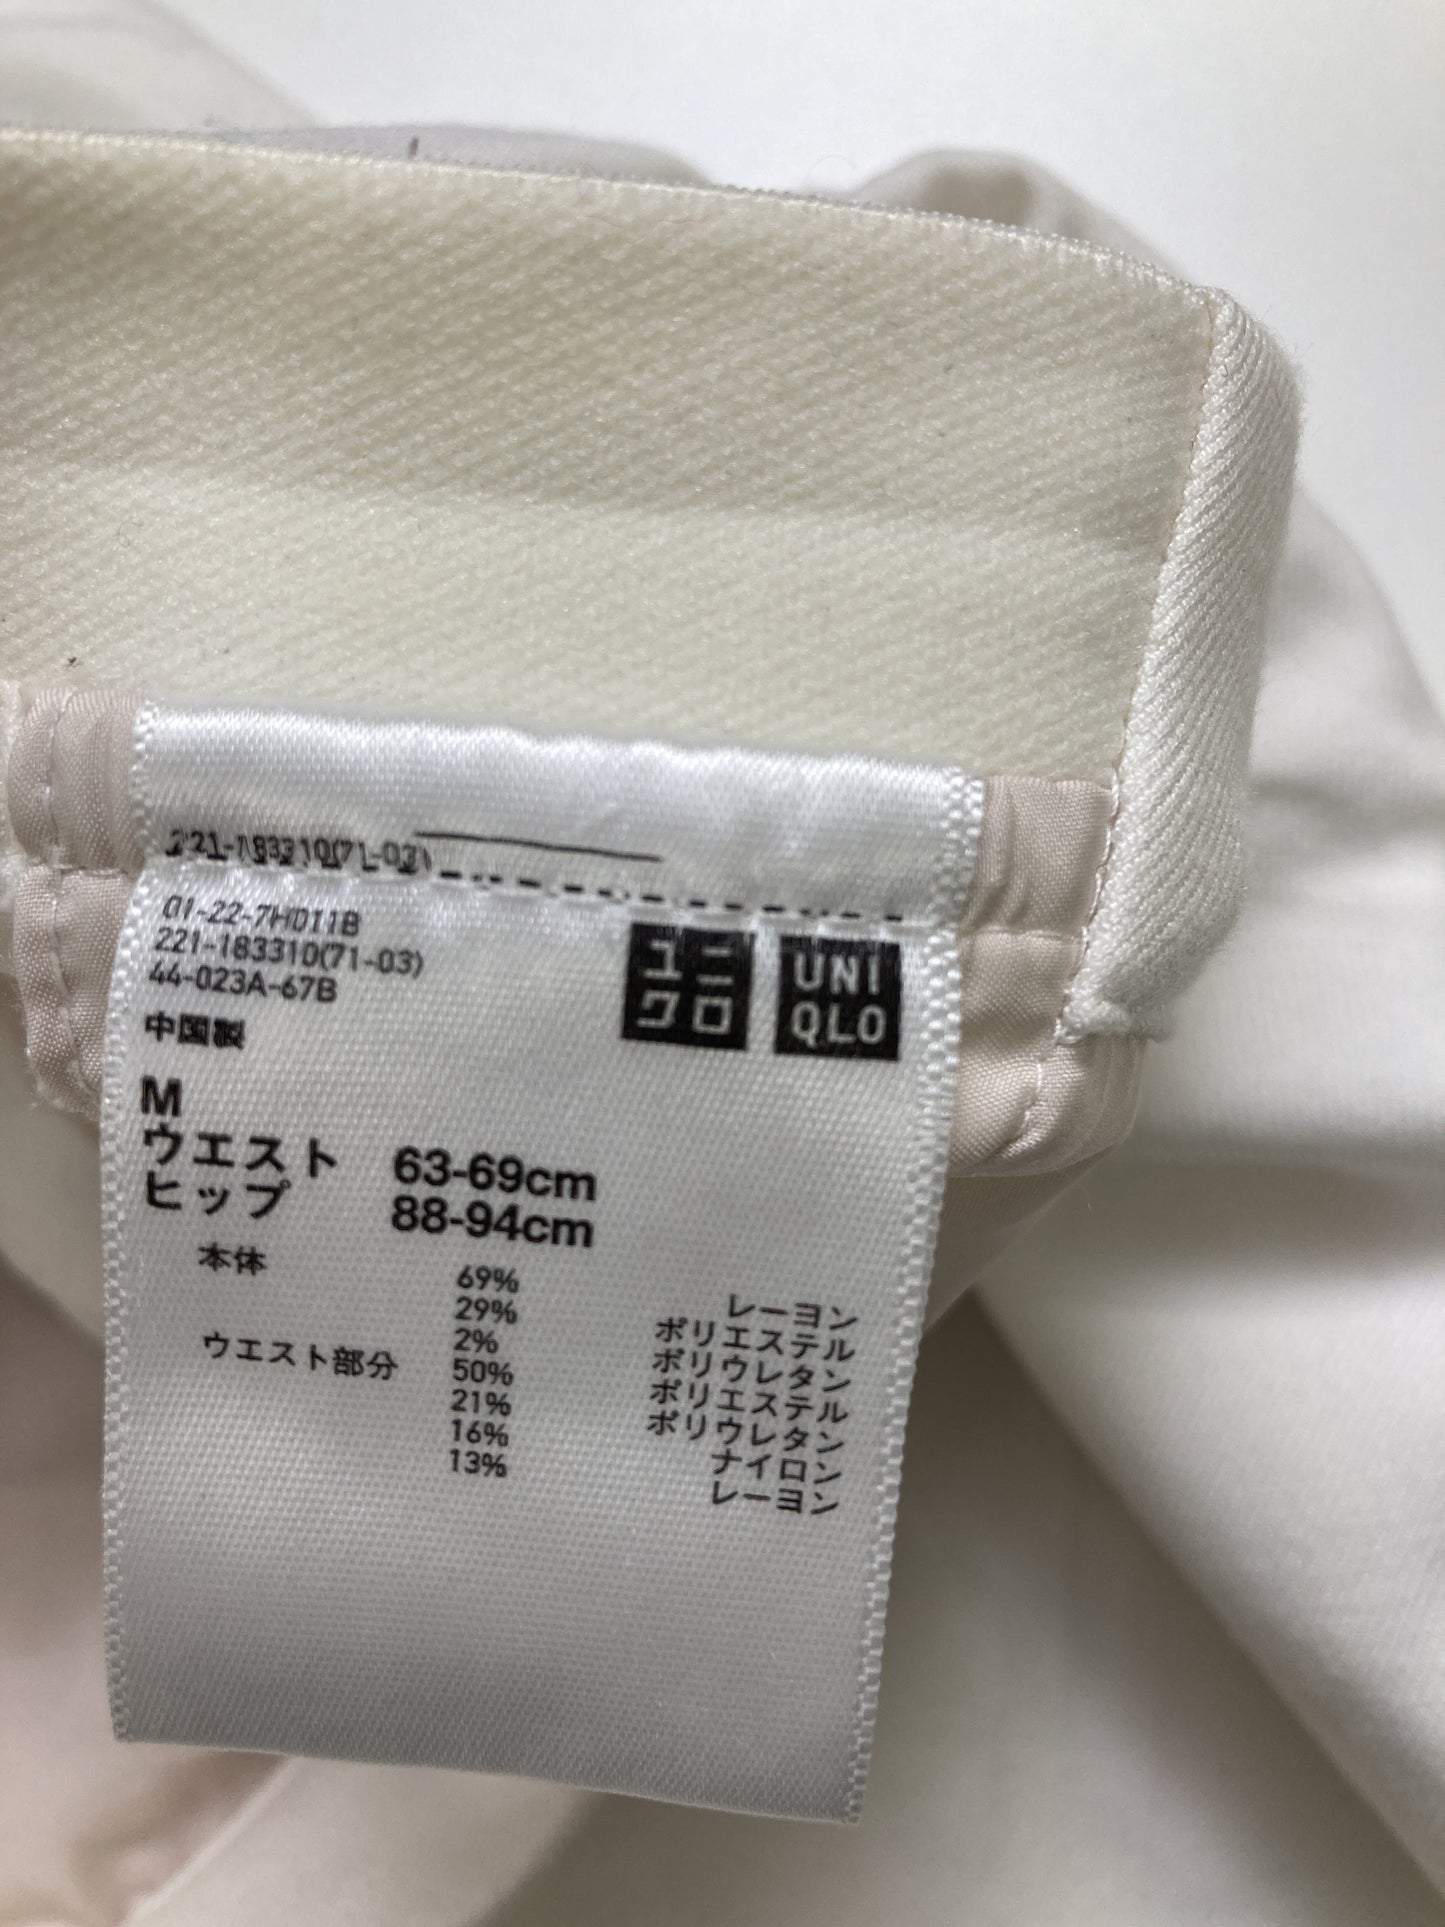 221-183310(71-03)
01-22-7H011B
221-183310(71-03)
44-023A-67B
ユニクロ
UNIQLO
中国製
M
ウエスト 63-69cm
ヒップ 88-94cm
本体 69% レーヨン
29% ポリエステル
2% ポリウレタン
ウエスト部分 50% ポリエステル
21% ポリウレタン
16% ナイロン
13% レーヨン